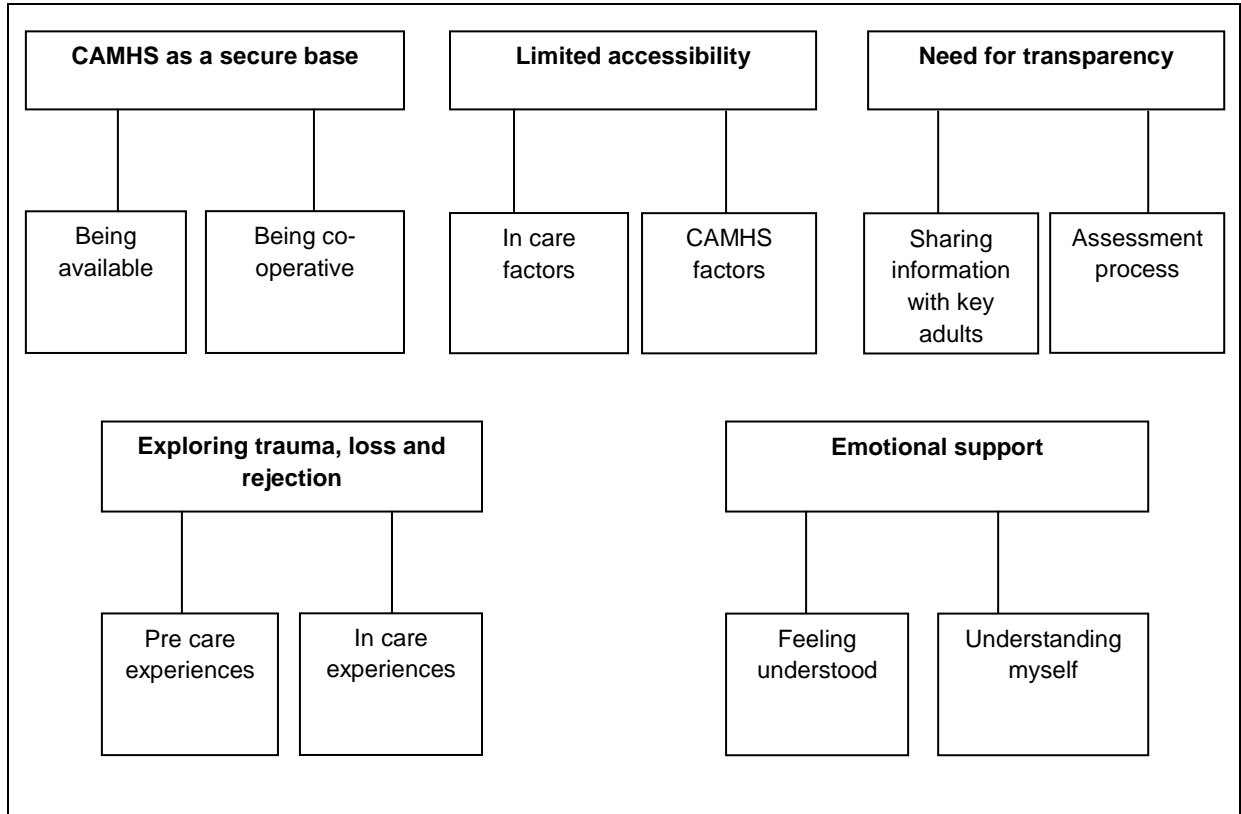 CAMHS as a secure base
Limited accessibility
Need for transparency
Being
available
Being co-
operative
In care
factors
CAMHS
factors
Sharing
information
with key
adults
Assessment
process
Exploring trauma, loss and
rejection
Emotional support
Pre care
experiences
In care
experiences
Feeling
understood
Understanding
myself